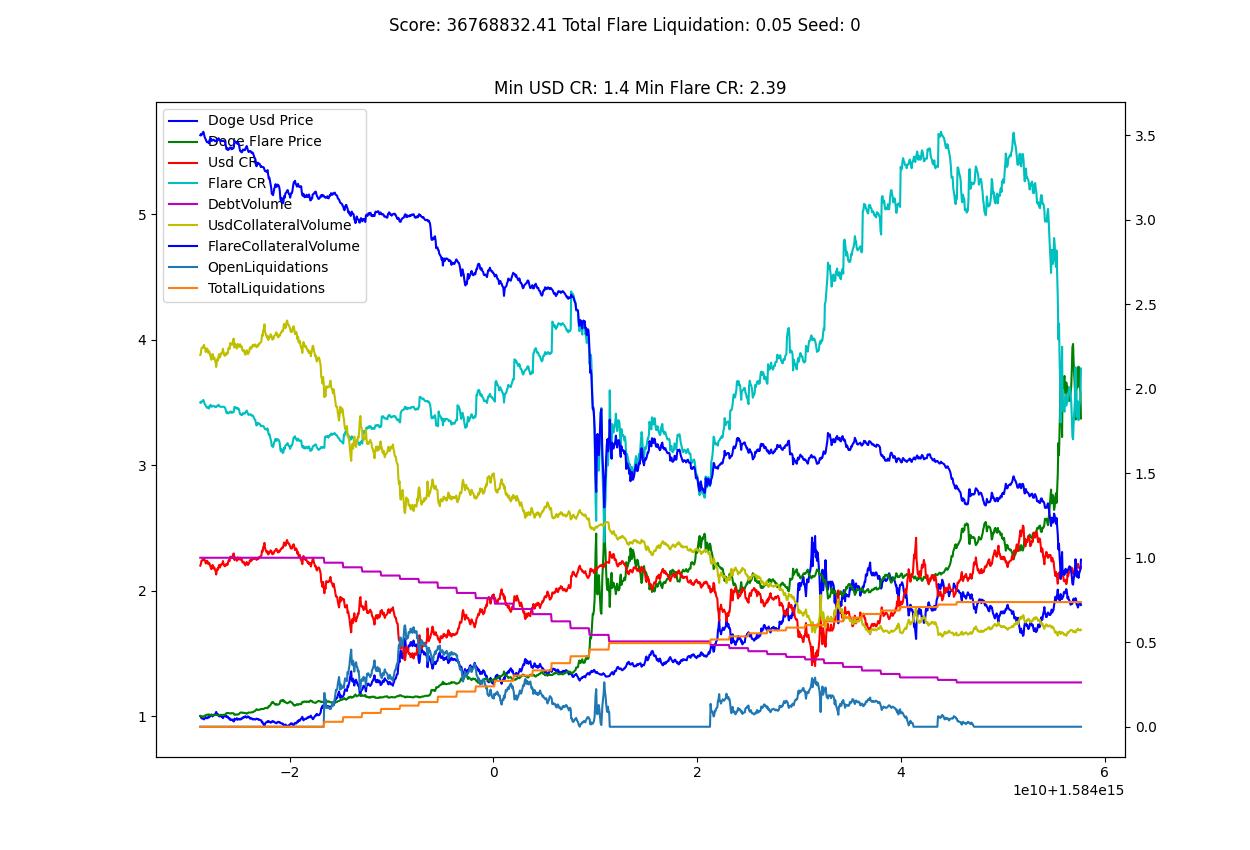 Score: 36768832.41 Total Flare Liquidation: 0.05 Seed: 0
Min USD CR: 1.4 Min Flare CR: 2.39
Doge Usd Price
Doge Flare Price
Usd CR
Flare CR
DebtVolume
UsdCollateralVolume
FlareCollateralVolume
OpenLiquidations
TotalLiquidations
5
4
3
2
1
3.5
3.0
2.5
2.0
1.5
1.0
0.5
0.0
−2
0
2
4
6
1e10+1.584e15